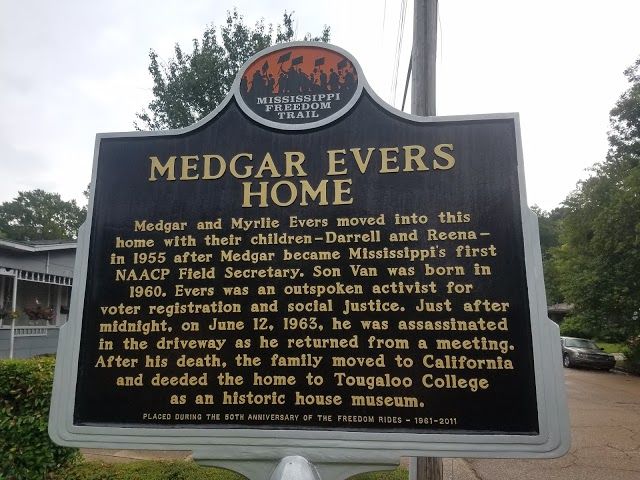 MISSISSIPPI
FREEDOM
TRAIL
MEDGAR EVERS
HOME
Medgar and Myrlie Evers moved into this
home with their children—Darrell and Reena—
in 1955 after Medgar became Mississippi's first
NAACP Field Secretary. Son Van was born in
1960. Evers was an outspoken activist for
voter registration and social justice. Just after
midnight, on June 12, 1963, he was assassinated
in the driveway as he returned from a meeting.
After his death, the family moved to California
and deeded the home to Tougaloo College
as an historic house museum.
PLACED DURING THE 50TH ANNIVERSARY OF THE FREEDOM RIDES – 1961-2011